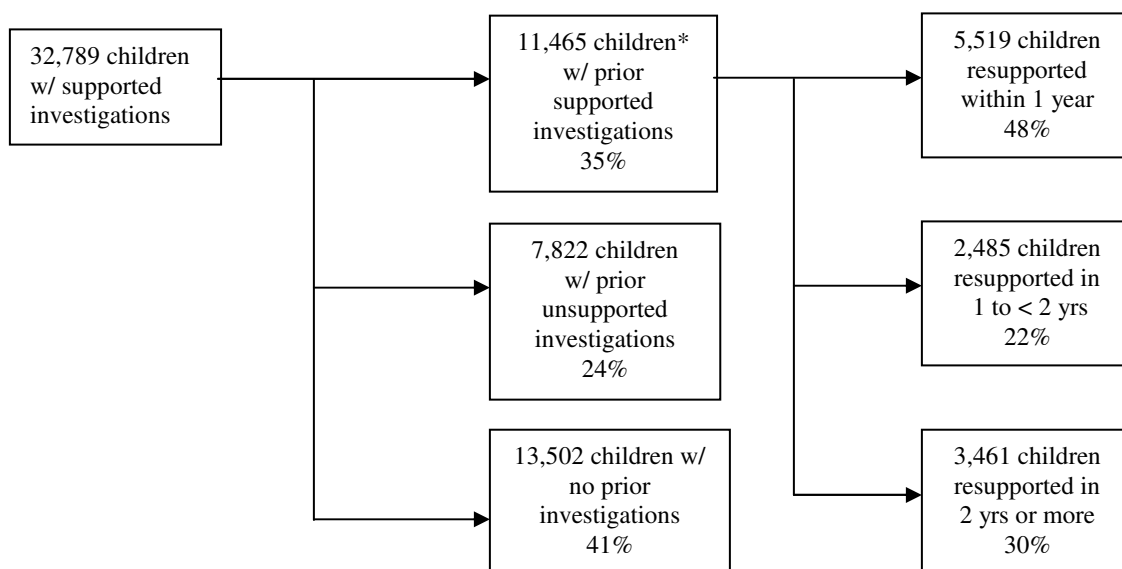 32,789 children
w/ supported
investigations
11,465 children*
w/ prior
supported
investigations
35%
5,519 children
resupported
within 1 year
48%
7,822 children
w/ prior
unsupported
investigations
24%
2,485 children
resupported in
1 to < 2 yrs
22%
13,502 children w/
no prior
investigations
41%
3,461 children
resupported in
2 yrs or more
30%